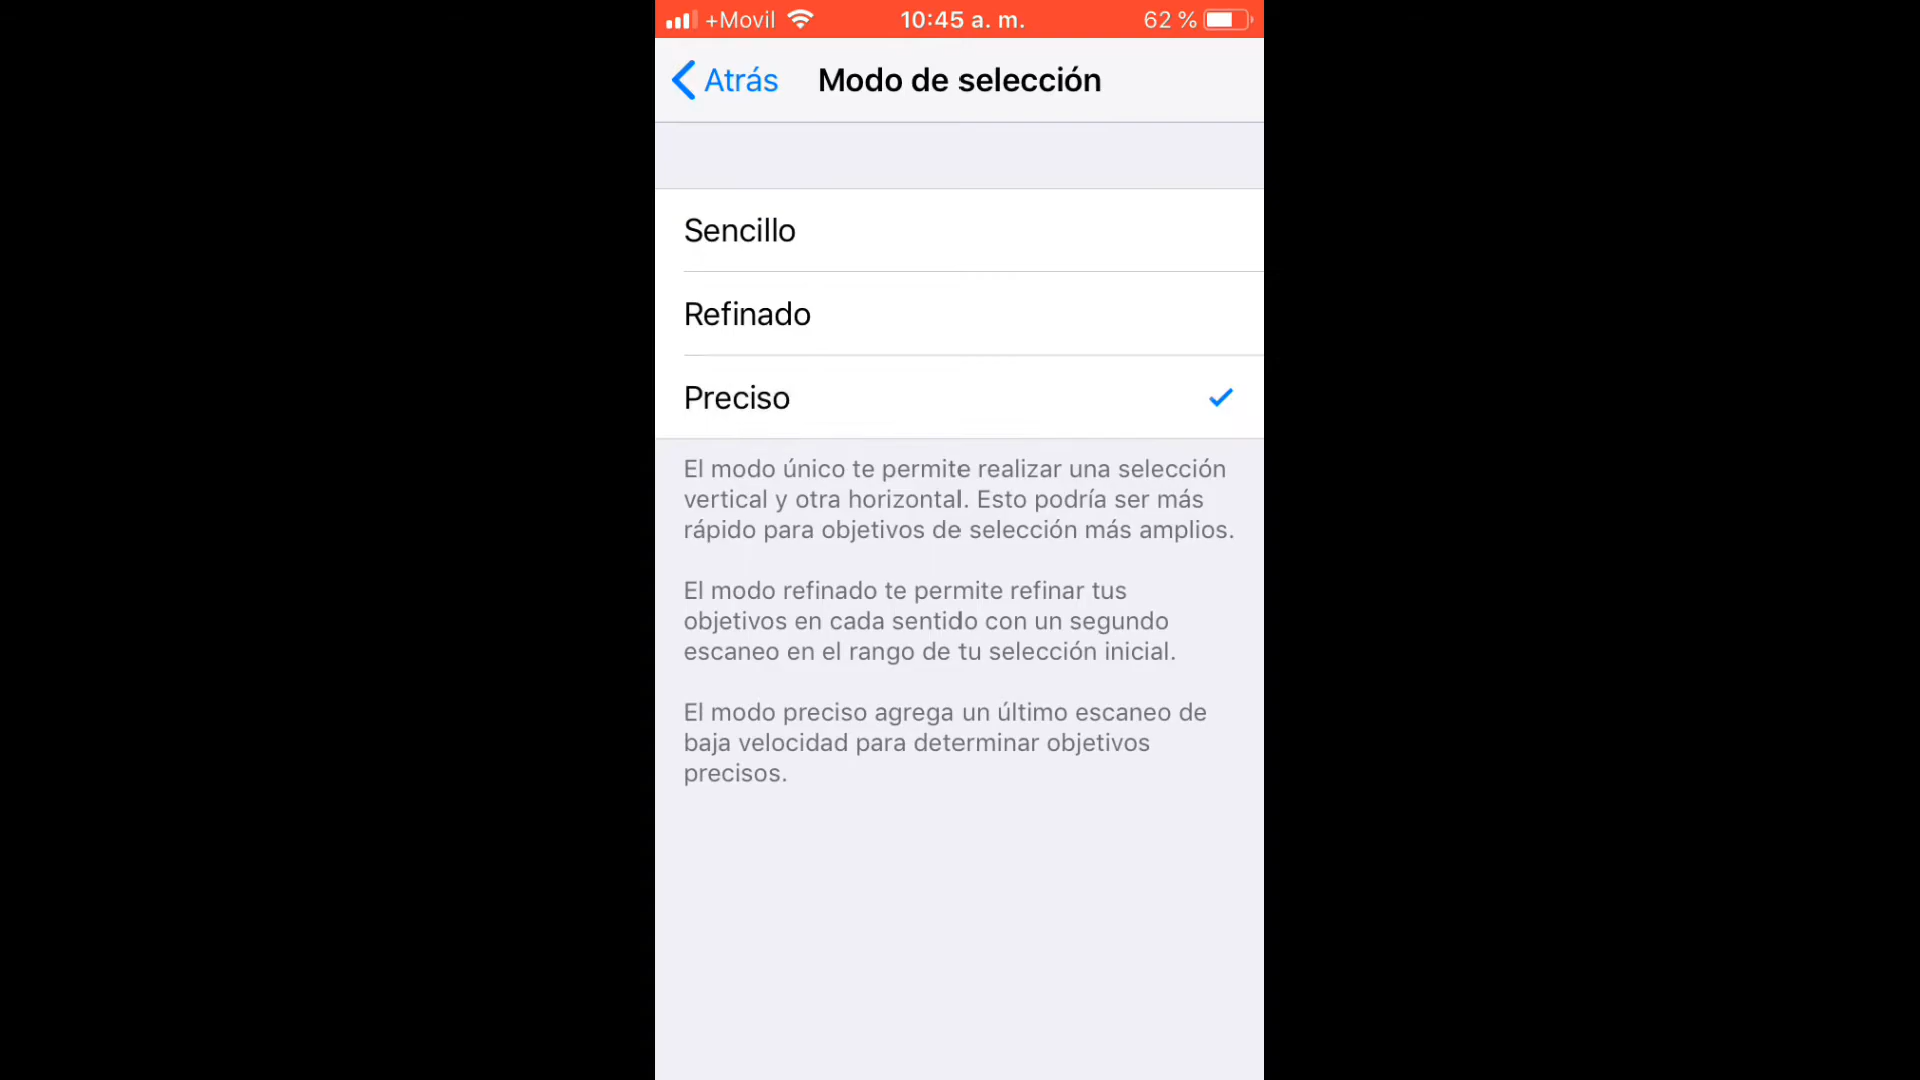 +Movil 10:45 a. m. 62 %
Atrás Modo de selección
Sencillo
Refinado
Preciso
El modo único te permite realizar una selección
vertical y otra horizontal. Esto podría ser más
rápido para objetivos de selección más amplios.
El modo refinado te permite refinar tus
objetivos en cada sentido con un segundo
escaneo en el rango de tu selección inicial.
El modo preciso agrega un último escaneo de
baja velocidad para determinar objetivos
precisos.